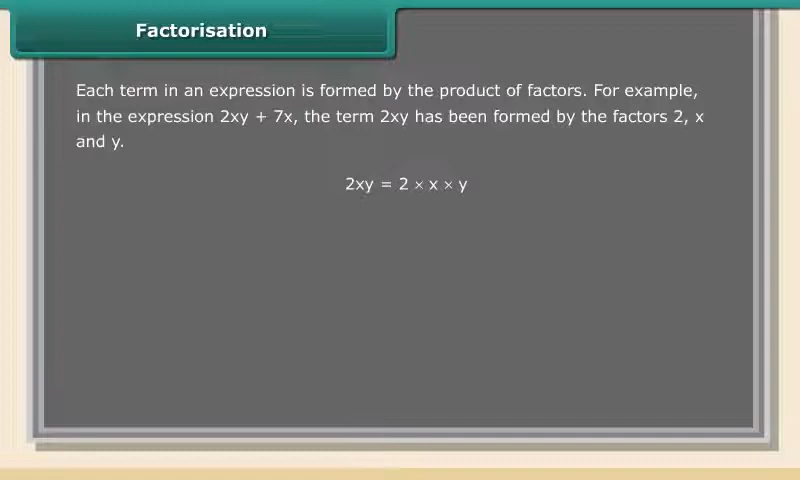 Factorisation
Each term in an expression is formed by the product of factors. For example,
in the expression 2xy + 7x, the term 2xy has been formed by the factors 2, x
and y.
2xy = 2 × x × y